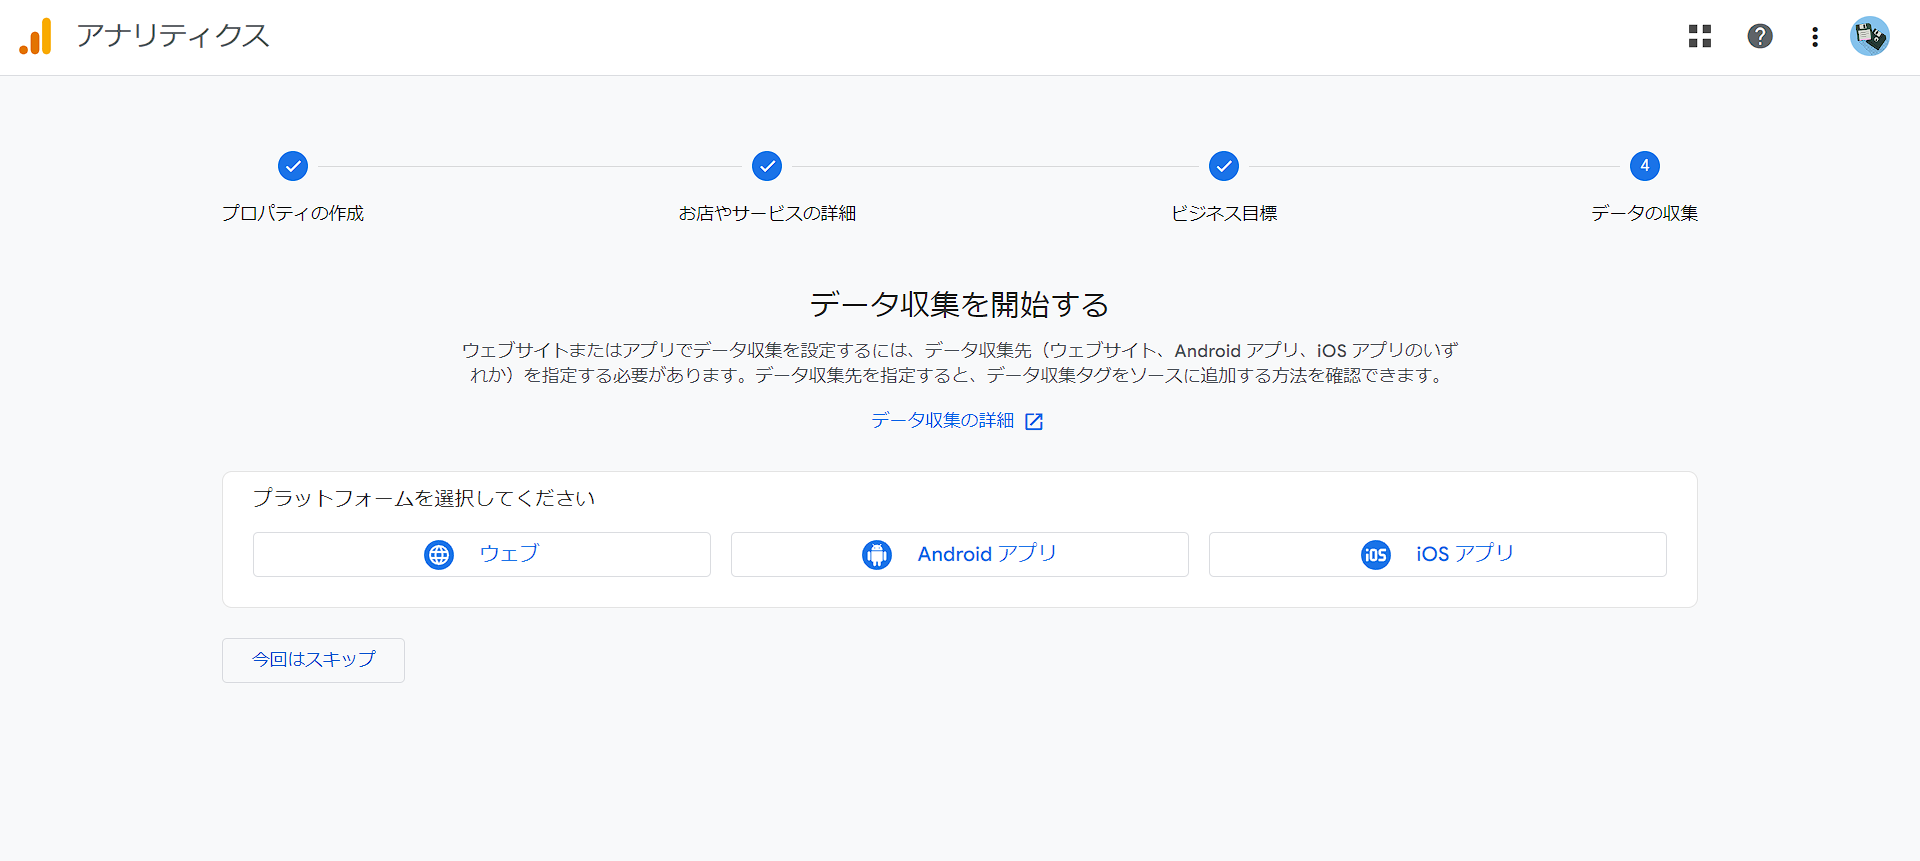 アナリティクス
4
プロパティの作成
お店やサービスの詳細
ビジネス目標
データの収集
データ収集を開始する
ウェブサイトまたはアプリでデータ収集を設定するには、データ収集先（ウェブサイト、Android アプリ、iOS アプリのいず
れか）を指定する必要があります。データ収集先を指定すると、データ収集タグをソースに追加する方法を確認できます。
データ収集の詳細
プラットフォームを選択してください
ウェブ
Android アプリ
iOS
iOS アプリ
今回はスキップ